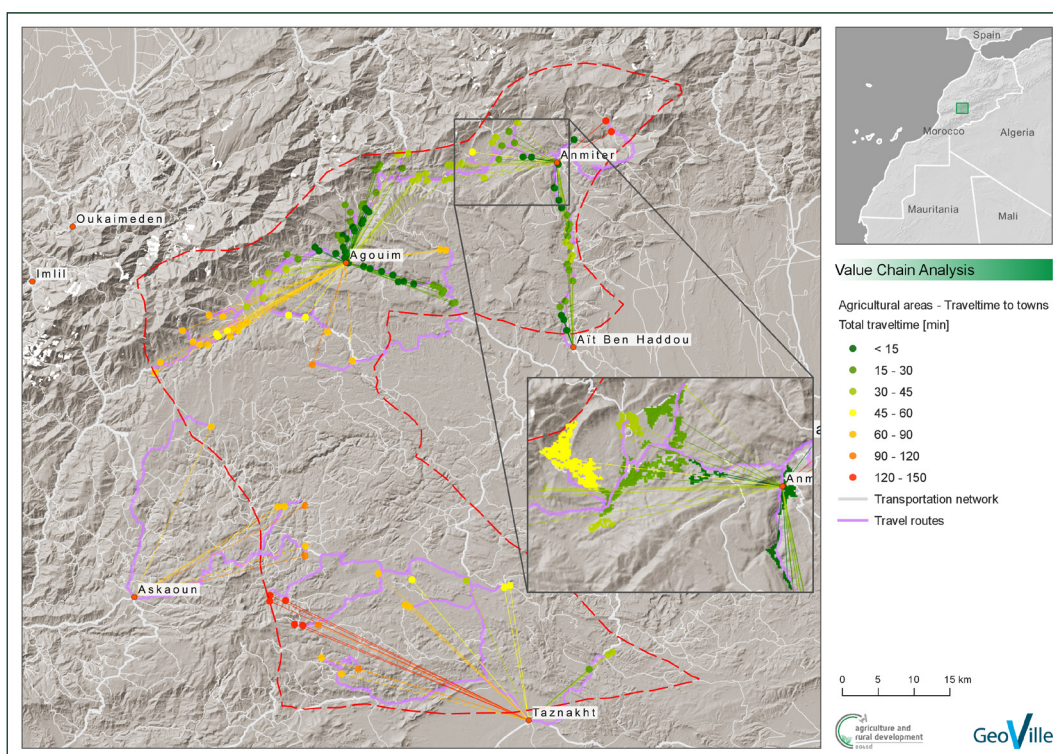 Oukaimeden
Imlil
Agouim
Anmiter
Aït Ben Haddou
Askaoun
Taznakht
a
Anm
Spain
Morocco
Algeria
Mauritania
Mali
Value Chain Analysis
Agricultural areas - Traveltime to towns
Total traveltime [min]
< 15
15 - 30
30 - 45
45 - 60
60 - 90
90 - 120
120 - 150
Transportation network
Travel routes
0 5 10 15 km
agriculture and
rural development
eo4sd
GeoVille